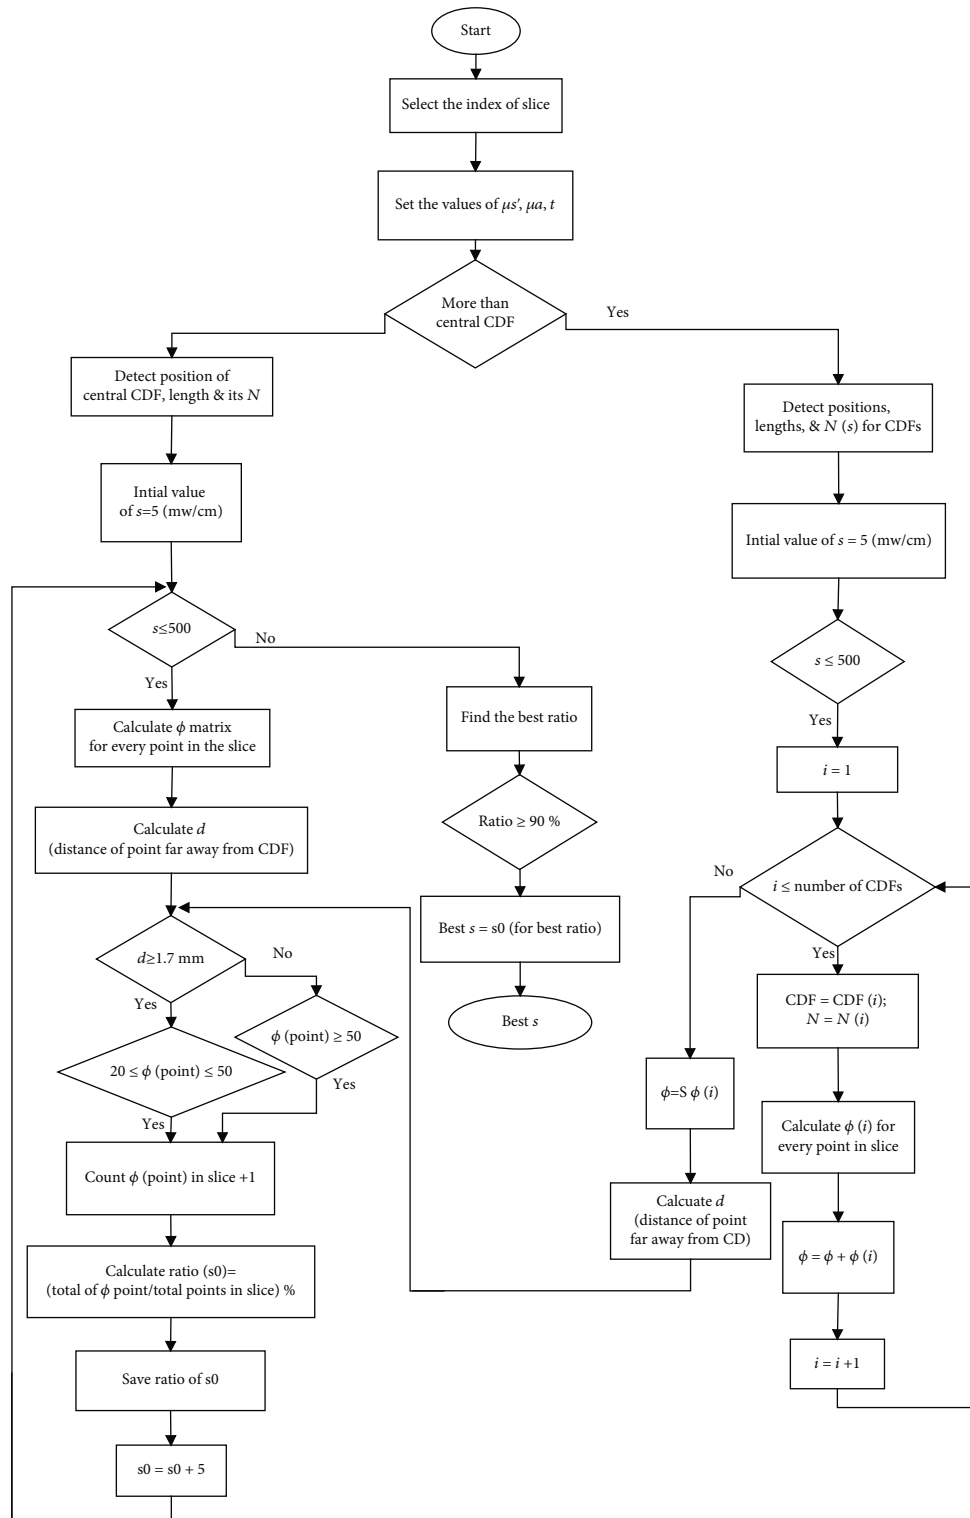 Start
Select the index of slice
Set the values of μs′, μa, t
More than
central CDF
Yes
Detect position of
central CDF, length & its N
Intial value
of s=5 (mw/cm)
s≤500
No
Yes
Calculate ϕ matrix
for every point in the slice
Calculate d
(distance of point far away from CDF)
d≥1.7 mm
No
Yes
ϕ (point) ≥ 50
Yes
20 ≤ ϕ (point) ≤ 50
Yes
Count ϕ (point) in slice +1
Calculate ratio (s0)=
(total of ϕ point/total points in slice) %
Save ratio of s0
s0 = s0 + 5
Find the best ratio
Ratio ≥ 90 %
Best s = s0 (for best ratio)
Best s
Detect positions,
lengths, & N (s) for CDFs
Intial value of s = 5 (mw/cm)
s ≤ 500
Yes
i = 1
i ≤ number of CDFs
No
Yes
CDF = CDF (i);
N = N (i)
Calculate ϕ (i) for
every point in slice
ϕ = ϕ + ϕ (i)
i = i +1
ϕ=S ϕ (i)
Calcuate d
(distance of point
far away from CD)